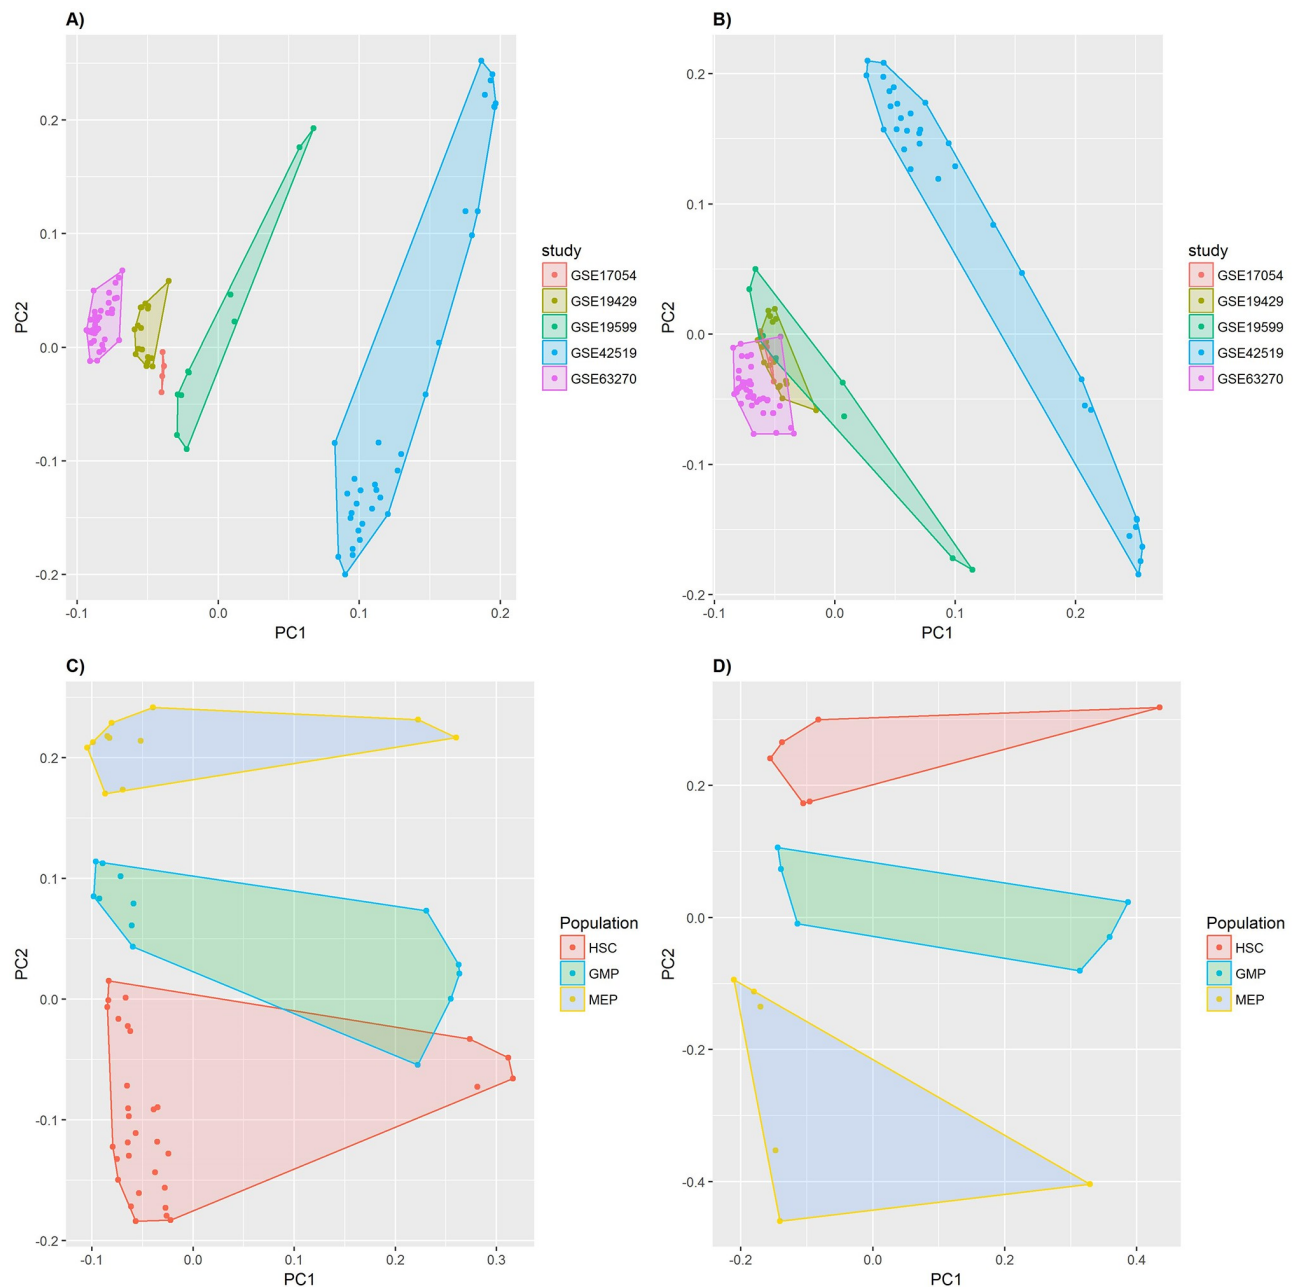 A)
PC2
0.2
0.1
0.0
-0.1
-0.2
-0.1
0.0
0.1
0.2
PC1
study
GSE17054
GSE19429
GSE19599
GSE42519
GSE63270
B)
PC2
0.2
0.1
0.0
-0.1
-0.2
-0.1
0.0
0.1
0.2
PC1
study
GSE17054
GSE19429
GSE19599
GSE42519
GSE63270
C)
PC2
0.2
0.1
0.0
-0.1
-0.2
-0.1
0.0
0.1
0.2
0.3
PC1
Population
HSC
GMP
MEP
D)
PC2
0.2
0.0
-0.2
-0.4
-0.2
0.0
0.2
0.4
PC1
Population
HSC
GMP
MEP